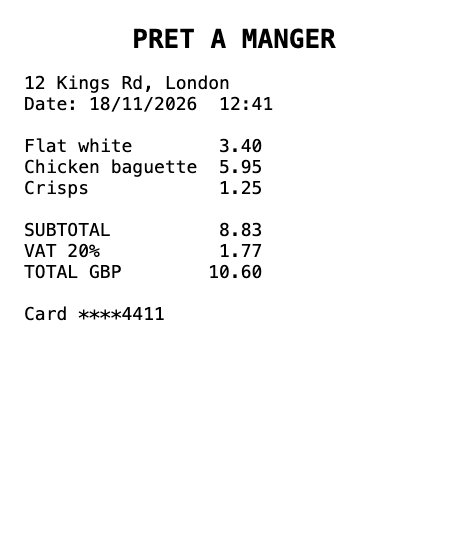 PRET A MANGER
12 Kings Rd, London
Date: 18/11/2026 12:41
Flat white 3.40
Chicken baguette 5.95
Crisps 1.25
SUBTOTAL 8.83
VAT 20% 1.77
TOTAL GBP 10.60
Card ****4411